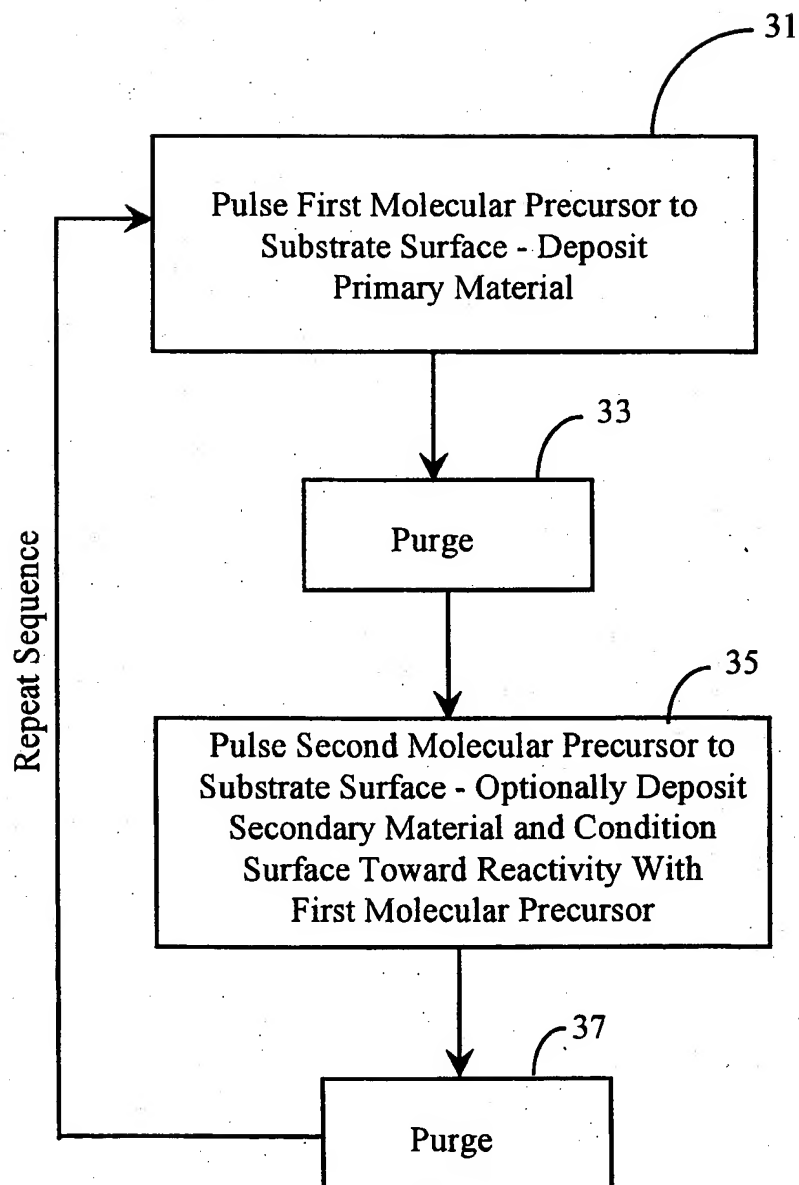 31
Pulse First Molecular Precursor to
Substrate Surface - Deposit
Primary Material
33
Purge
Repeat Sequence
35
Pulse Second Molecular Precursor to
Substrate Surface - Optionally Deposit
Secondary Material and Condition
Surface Toward Reactivity With
First Molecular Precursor
37
Purge